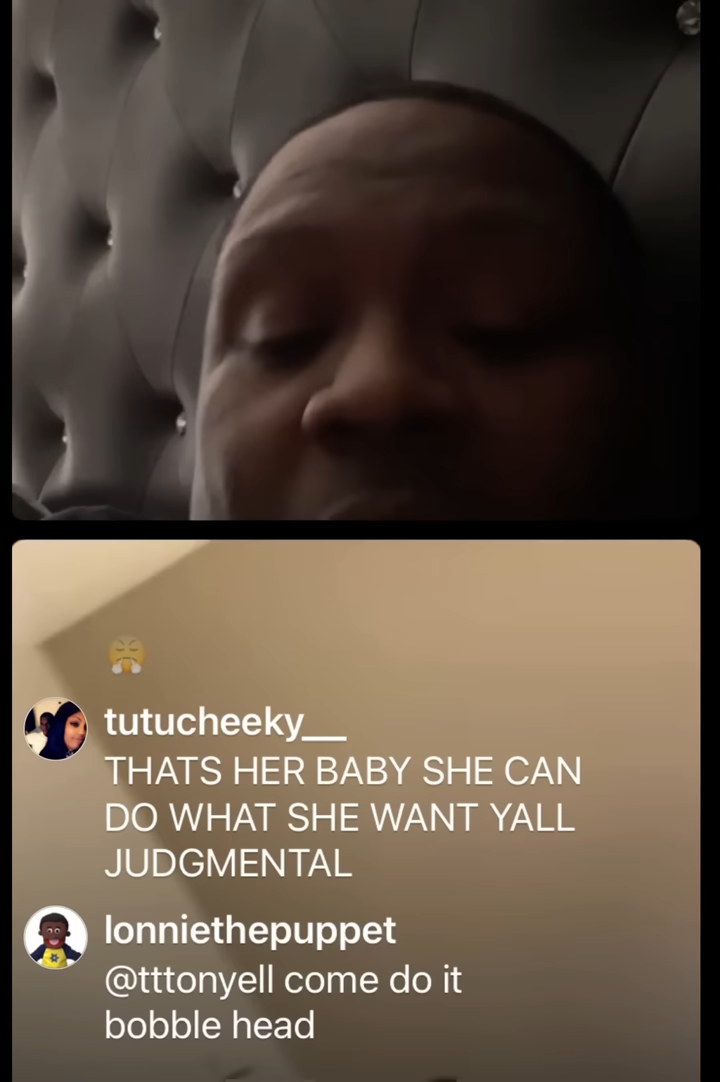 tutucheeky__
THATS HER BABY SHE CAN
DO WHAT SHE WANT YALL
JUDGMENTAL
lonniethepuppet
@tttonyell come do it
bobble head